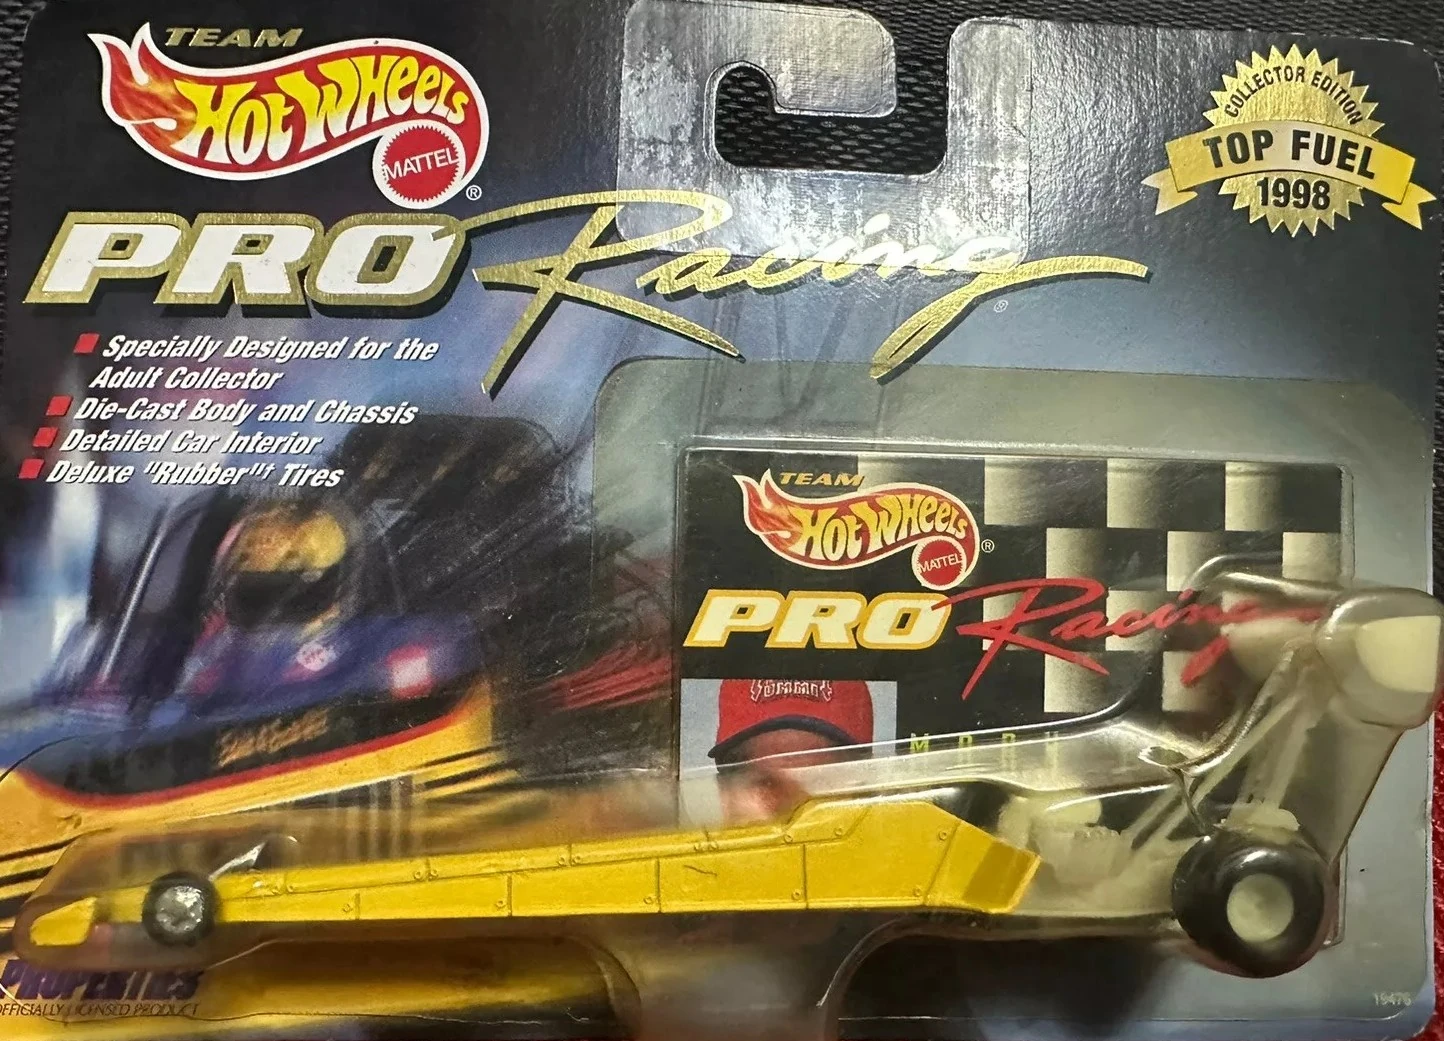 TEAM
Hot Wheels
MATTEL
®
COLLECTOR EDITION
TOP FUEL
1998
PRO Racing
®
Specially Designed for the
Adult Collector
Die-Cast Body and Chassis
Detailed Car Interior
Deluxe "Rubber"† Tires
TEAM
Hot Wheels
MATTEL
®
PRO Racing
PROPERTIES
OFFICIALLY LICENSED PRODUCT